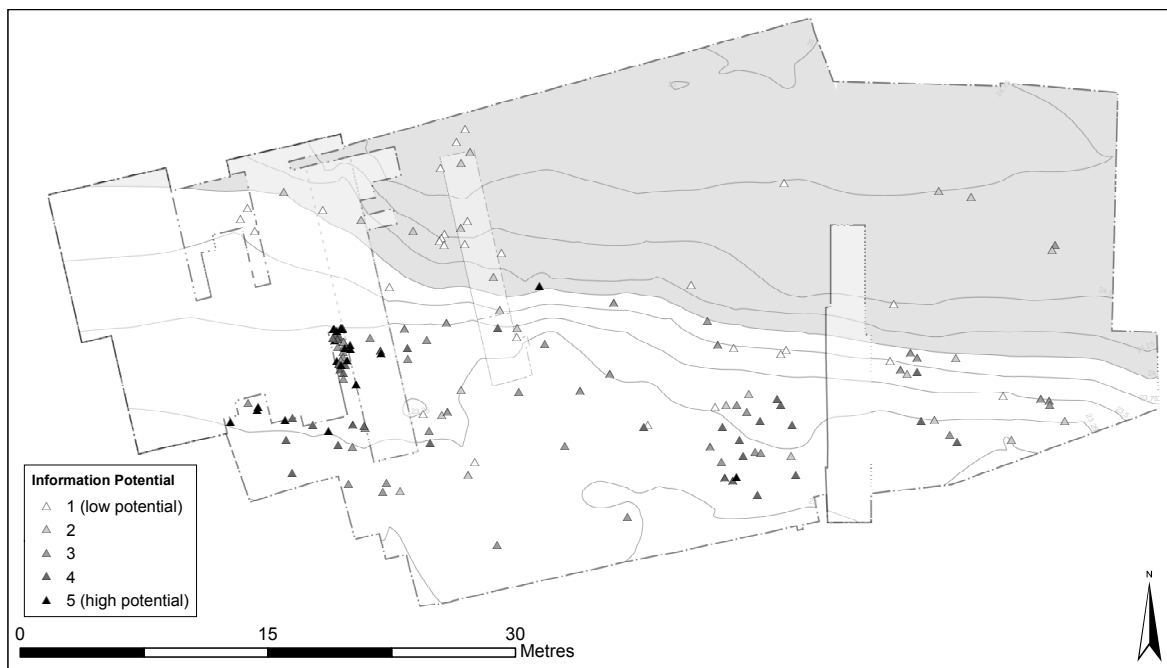 N
Information Potential
1 (low potential)
2
3
4
5 (high potential)
0
15
30
Metres